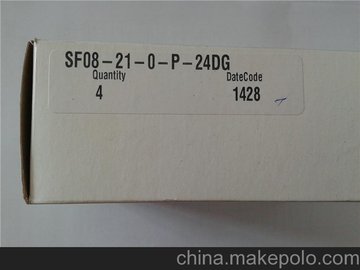 SF08-21-0-P-24DG
Quantity DateCode
4 1428
china.makepolo.com